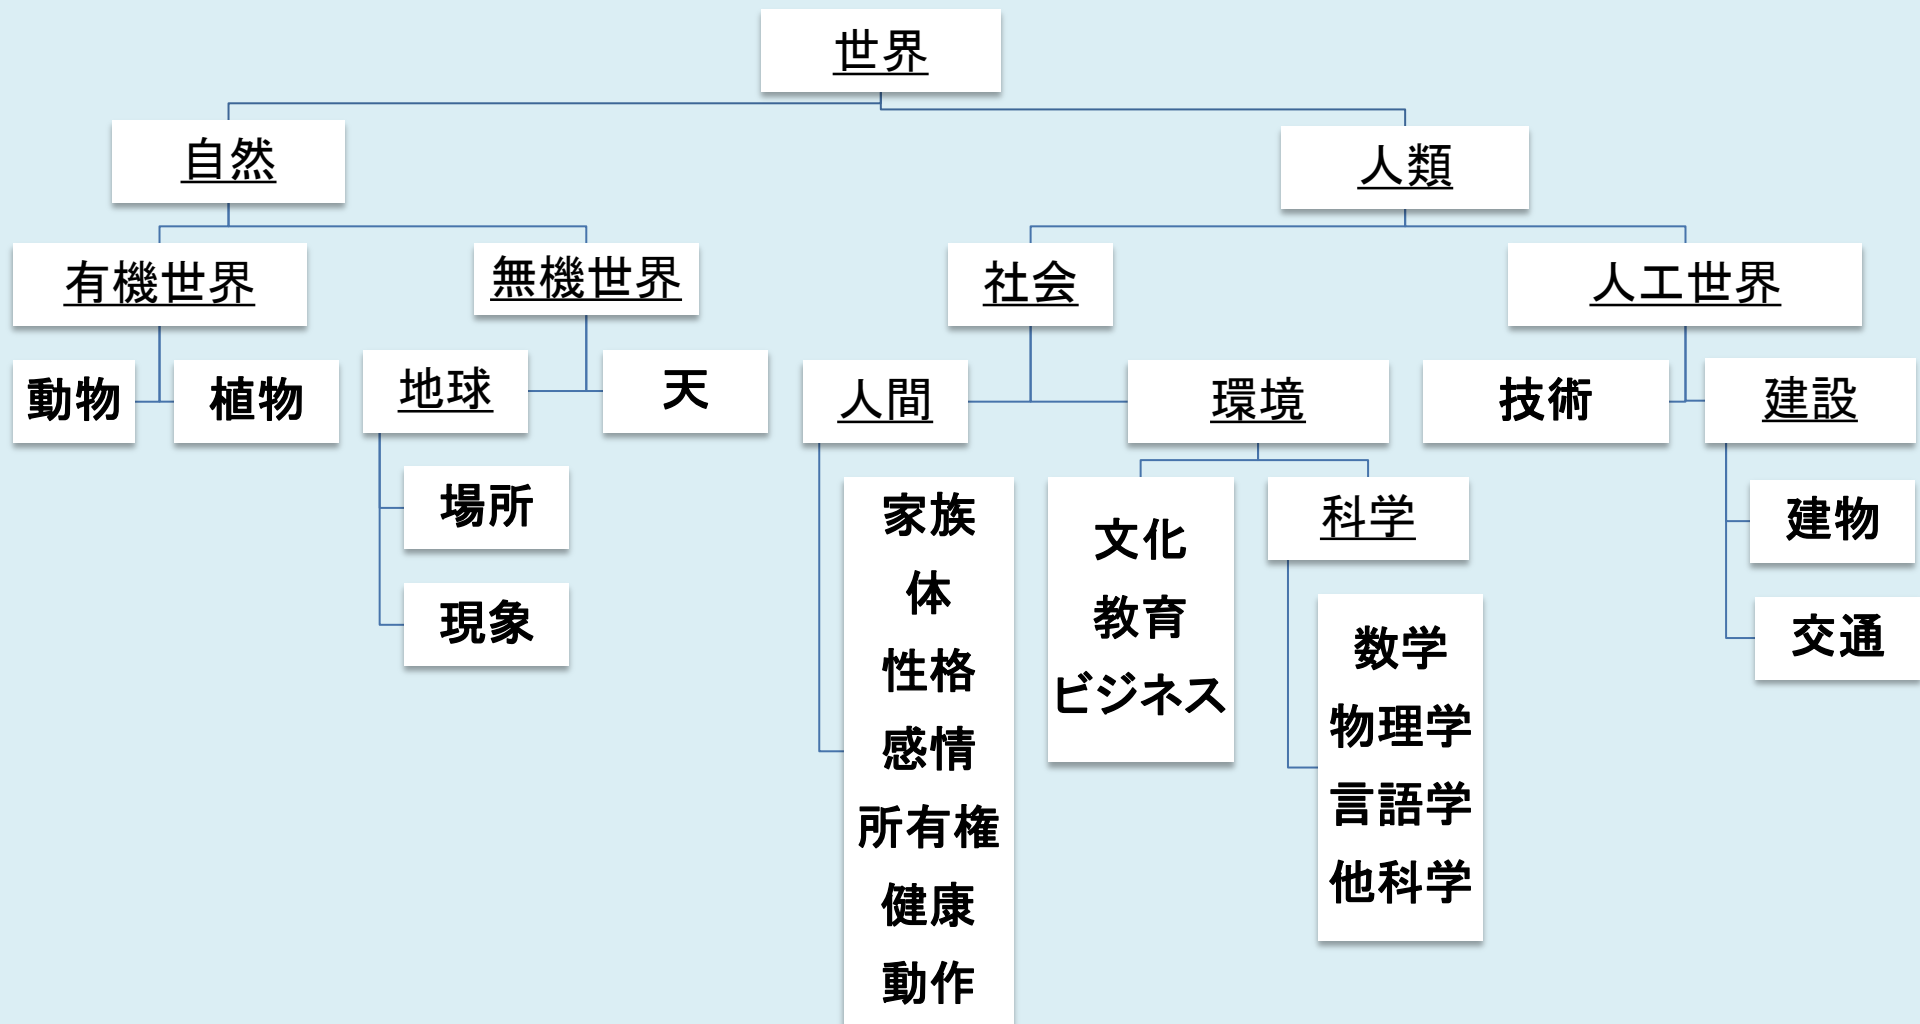 世界
自然
人類
有機世界
無機世界
社会
人工世界
動物
植物
地球
天
人間
環境
技術
建設
場所
現象
家族
体
性格
感情
所有権
健康
動作
文化
教育
ビジネス
科学
数学
物理学
言語学
他科学
建物
交通